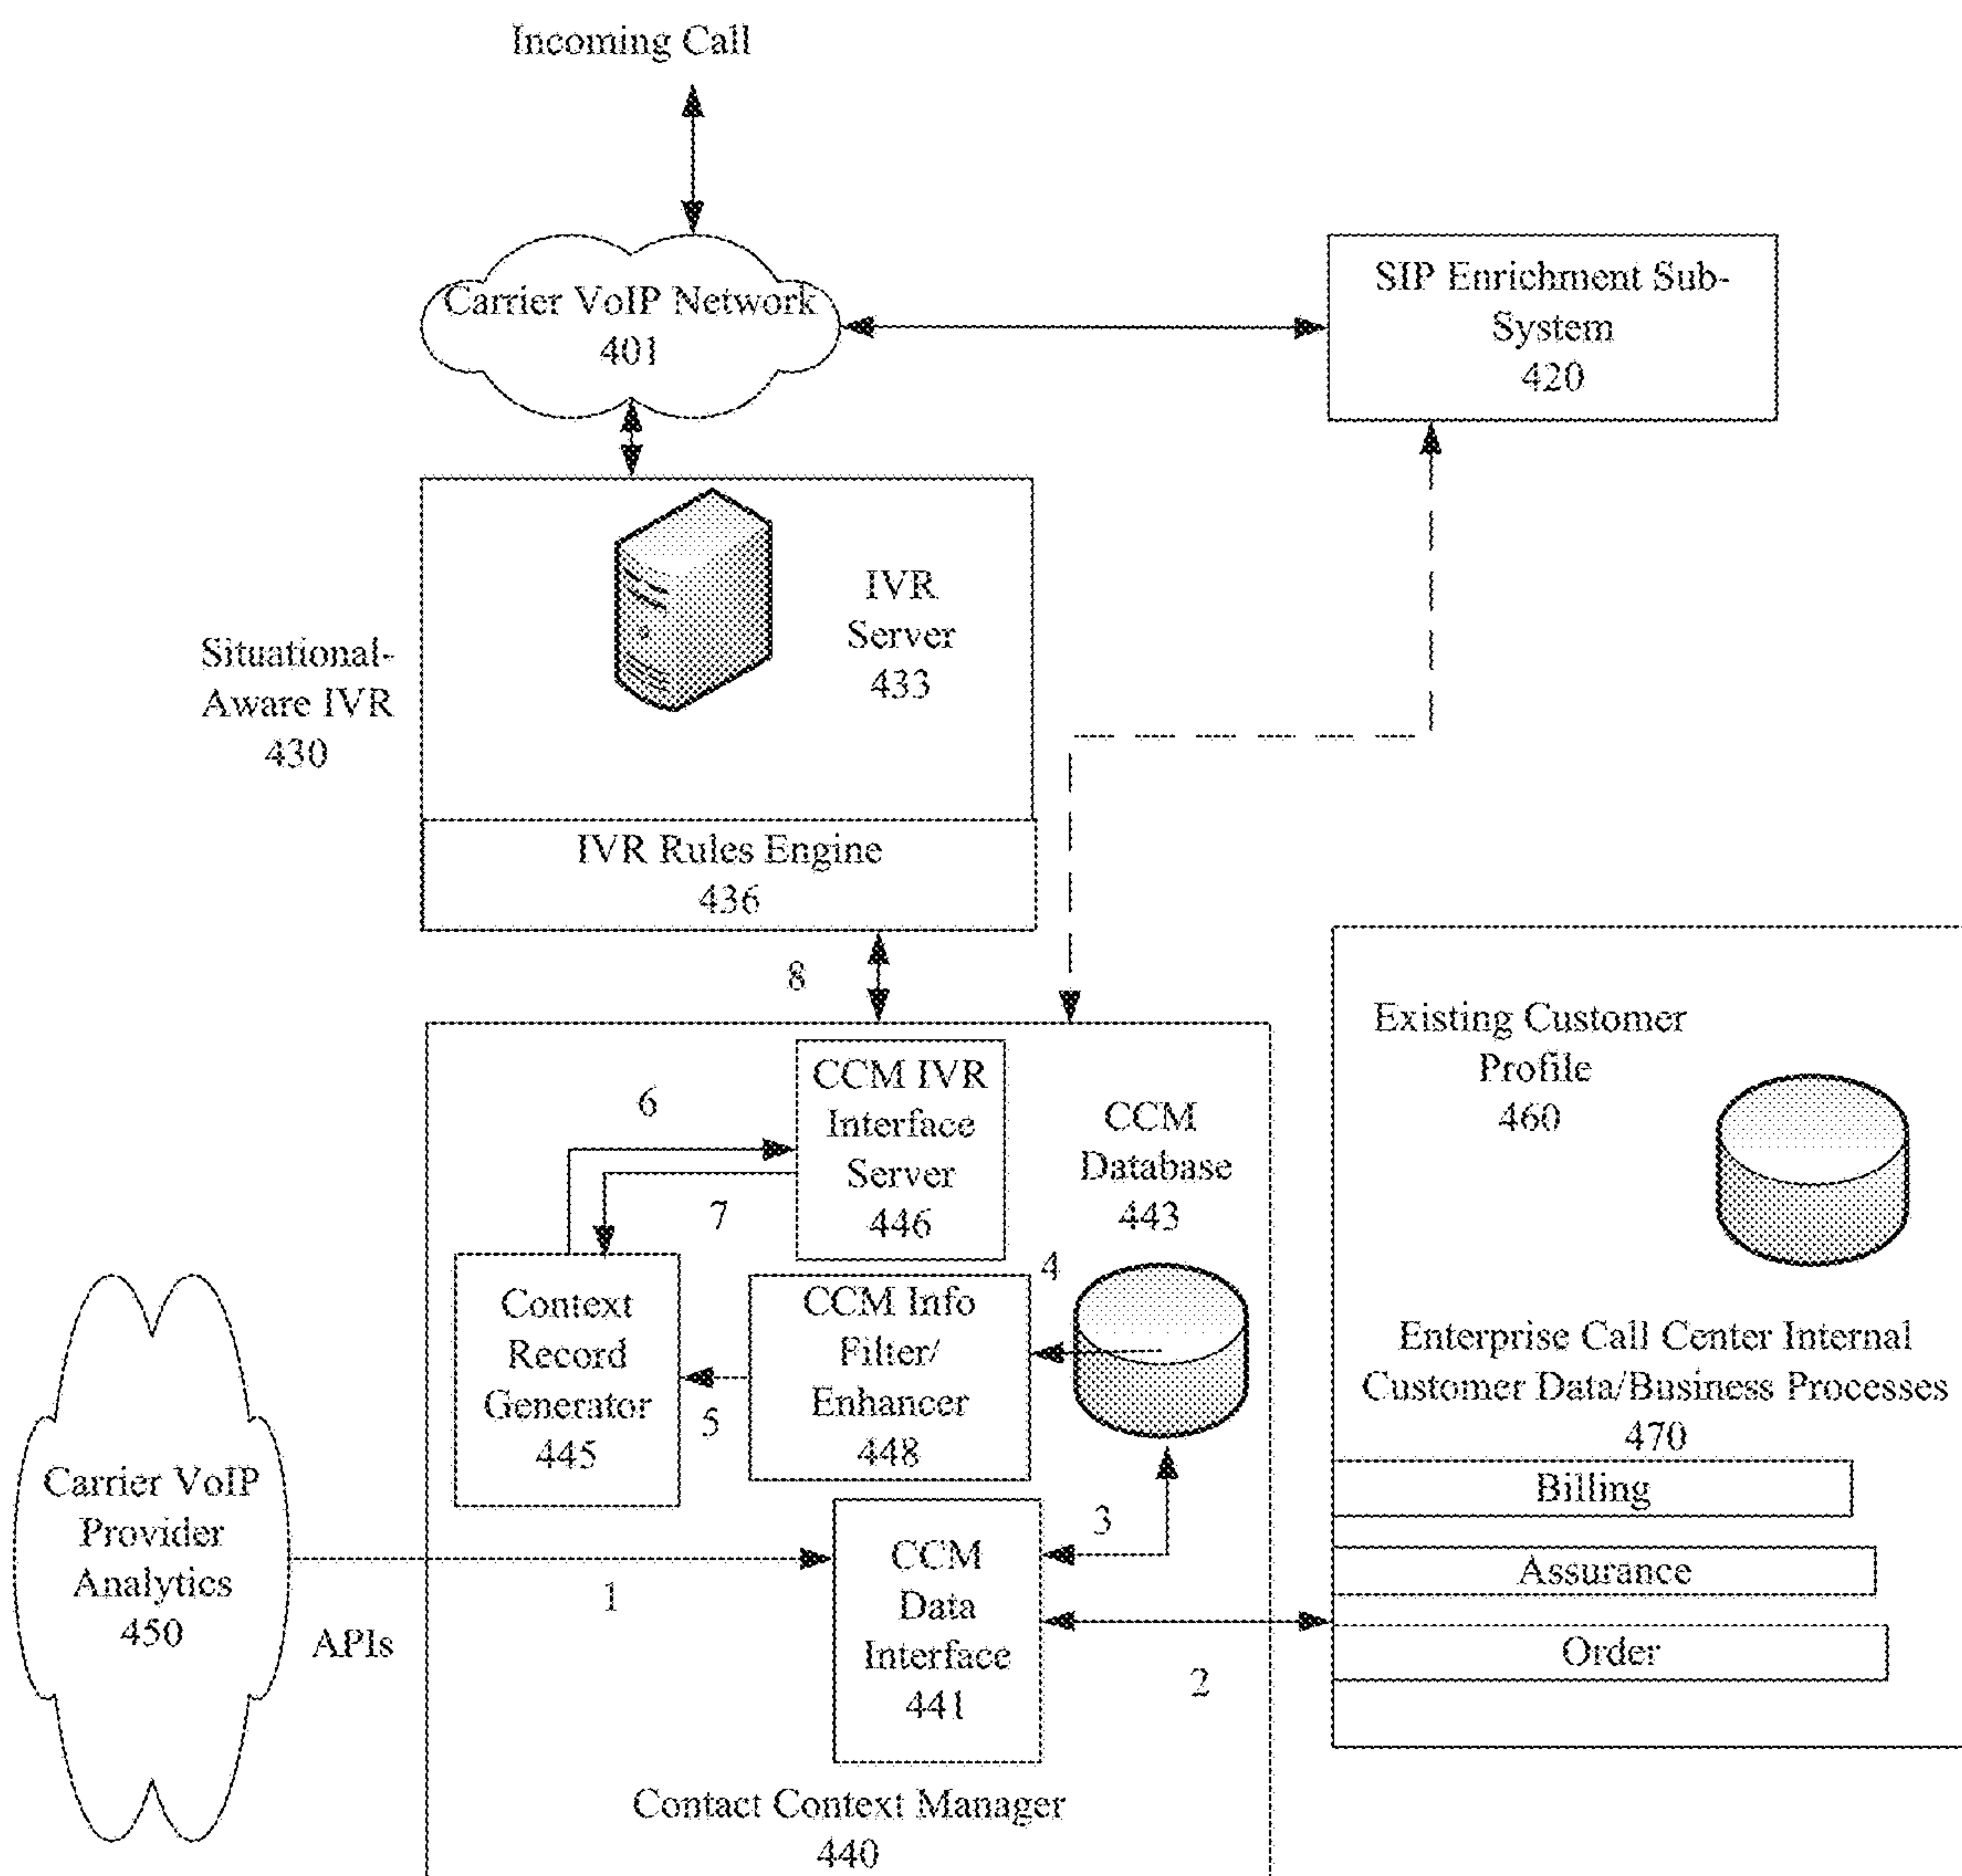 Incoming Call
Carrier VoIP Network
401
SIP Enrichment Sub-
System
420
Situational-
Aware IVR
430
IVR
Server
433
IVR Rules Engine
436
8
CCM IVR
Interface
Server
446
6
7
CCM
Database
443
4
Context
Record
Generator
445
5
CCM Info
Filter/
Enhancer
448
3
CCM
Data
Interface
441
1
2
Carrier VoIP
Provider
Analytics
450
APIs
Contact Context Manager
440
Existing Customer
Profile
460
Enterprise Call Center Internal
Customer Data/Business Processes
470
Billing
Assurance
Order